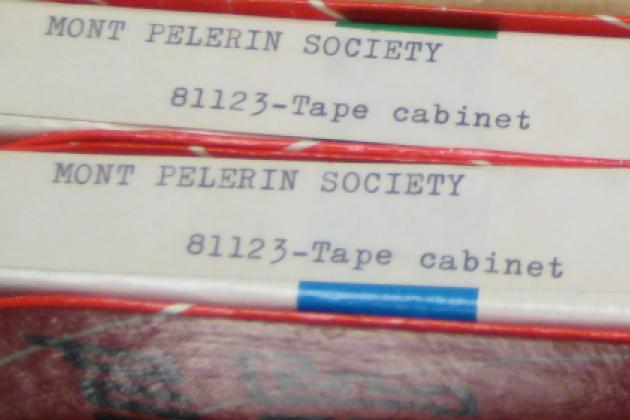 MONT PELERIN SOCIETY
81123-Tape cabinet
MONT PELERIN SOCIETY
81123-Tape cabinet